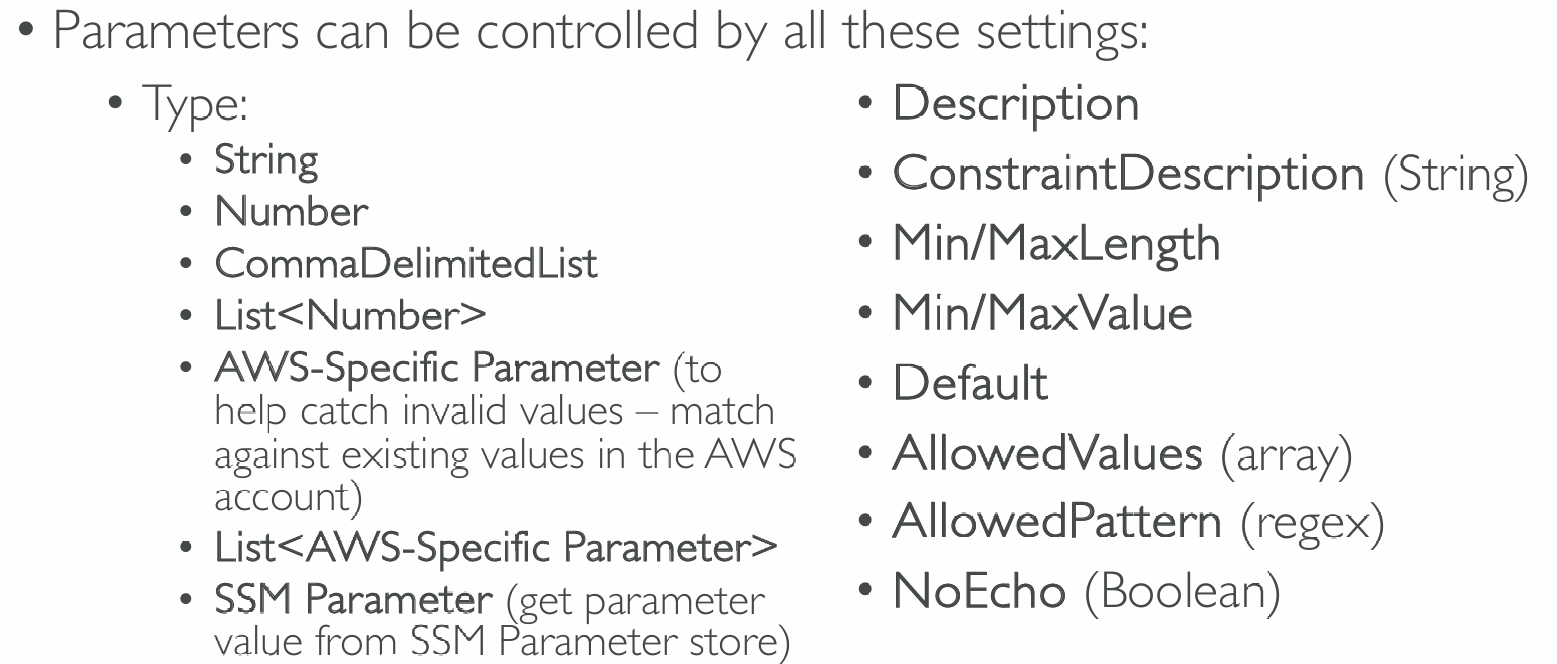 • Parameters can be controlled by all these settings:
• Type:
• String
• Number
• CommaDelimitedList
• List<Number>
• AWS-Specific Parameter (to
help catch invalid values – match
against existing values in the AWS
account)
• List<AWS-Specific Parameter>
• SSM Parameter (get parameter
value from SSM Parameter store)
• Description
• ConstraintDescription (String)
• Min/MaxLength
• Min/MaxValue
• Default
• AllowedValues (array)
• AllowedPattern (regex)
• NoEcho (Boolean)